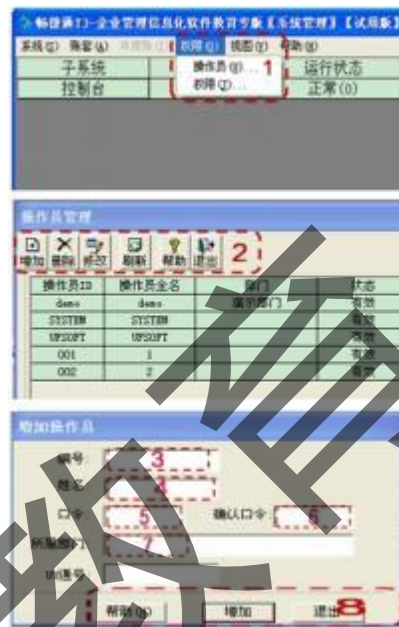 畅捷通T3-企业管理信息化软件教育专版【系统管理】【试用版】
系统(S) 账套(A) 权限(O) 视图(V) 帮助(H)
子系统 运行状态
控制台 正常(0)
操作员(U)... 1
权限(P)...
操作员管理
增加 删除 修改 刷新 帮助 退出 2
操作员ID 操作员全名 部门 状态
demo demo 演示部门 有效
SYSTEM SYSTEM 有效
UFSOFT UFSOFT 有效
001 1 有效
002 2 有效
增加操作员
编号: 3
姓名: 4
口令: 5 确认口令: 6
所属部门: 7
通号:
帮助(H) 增加 退出 8